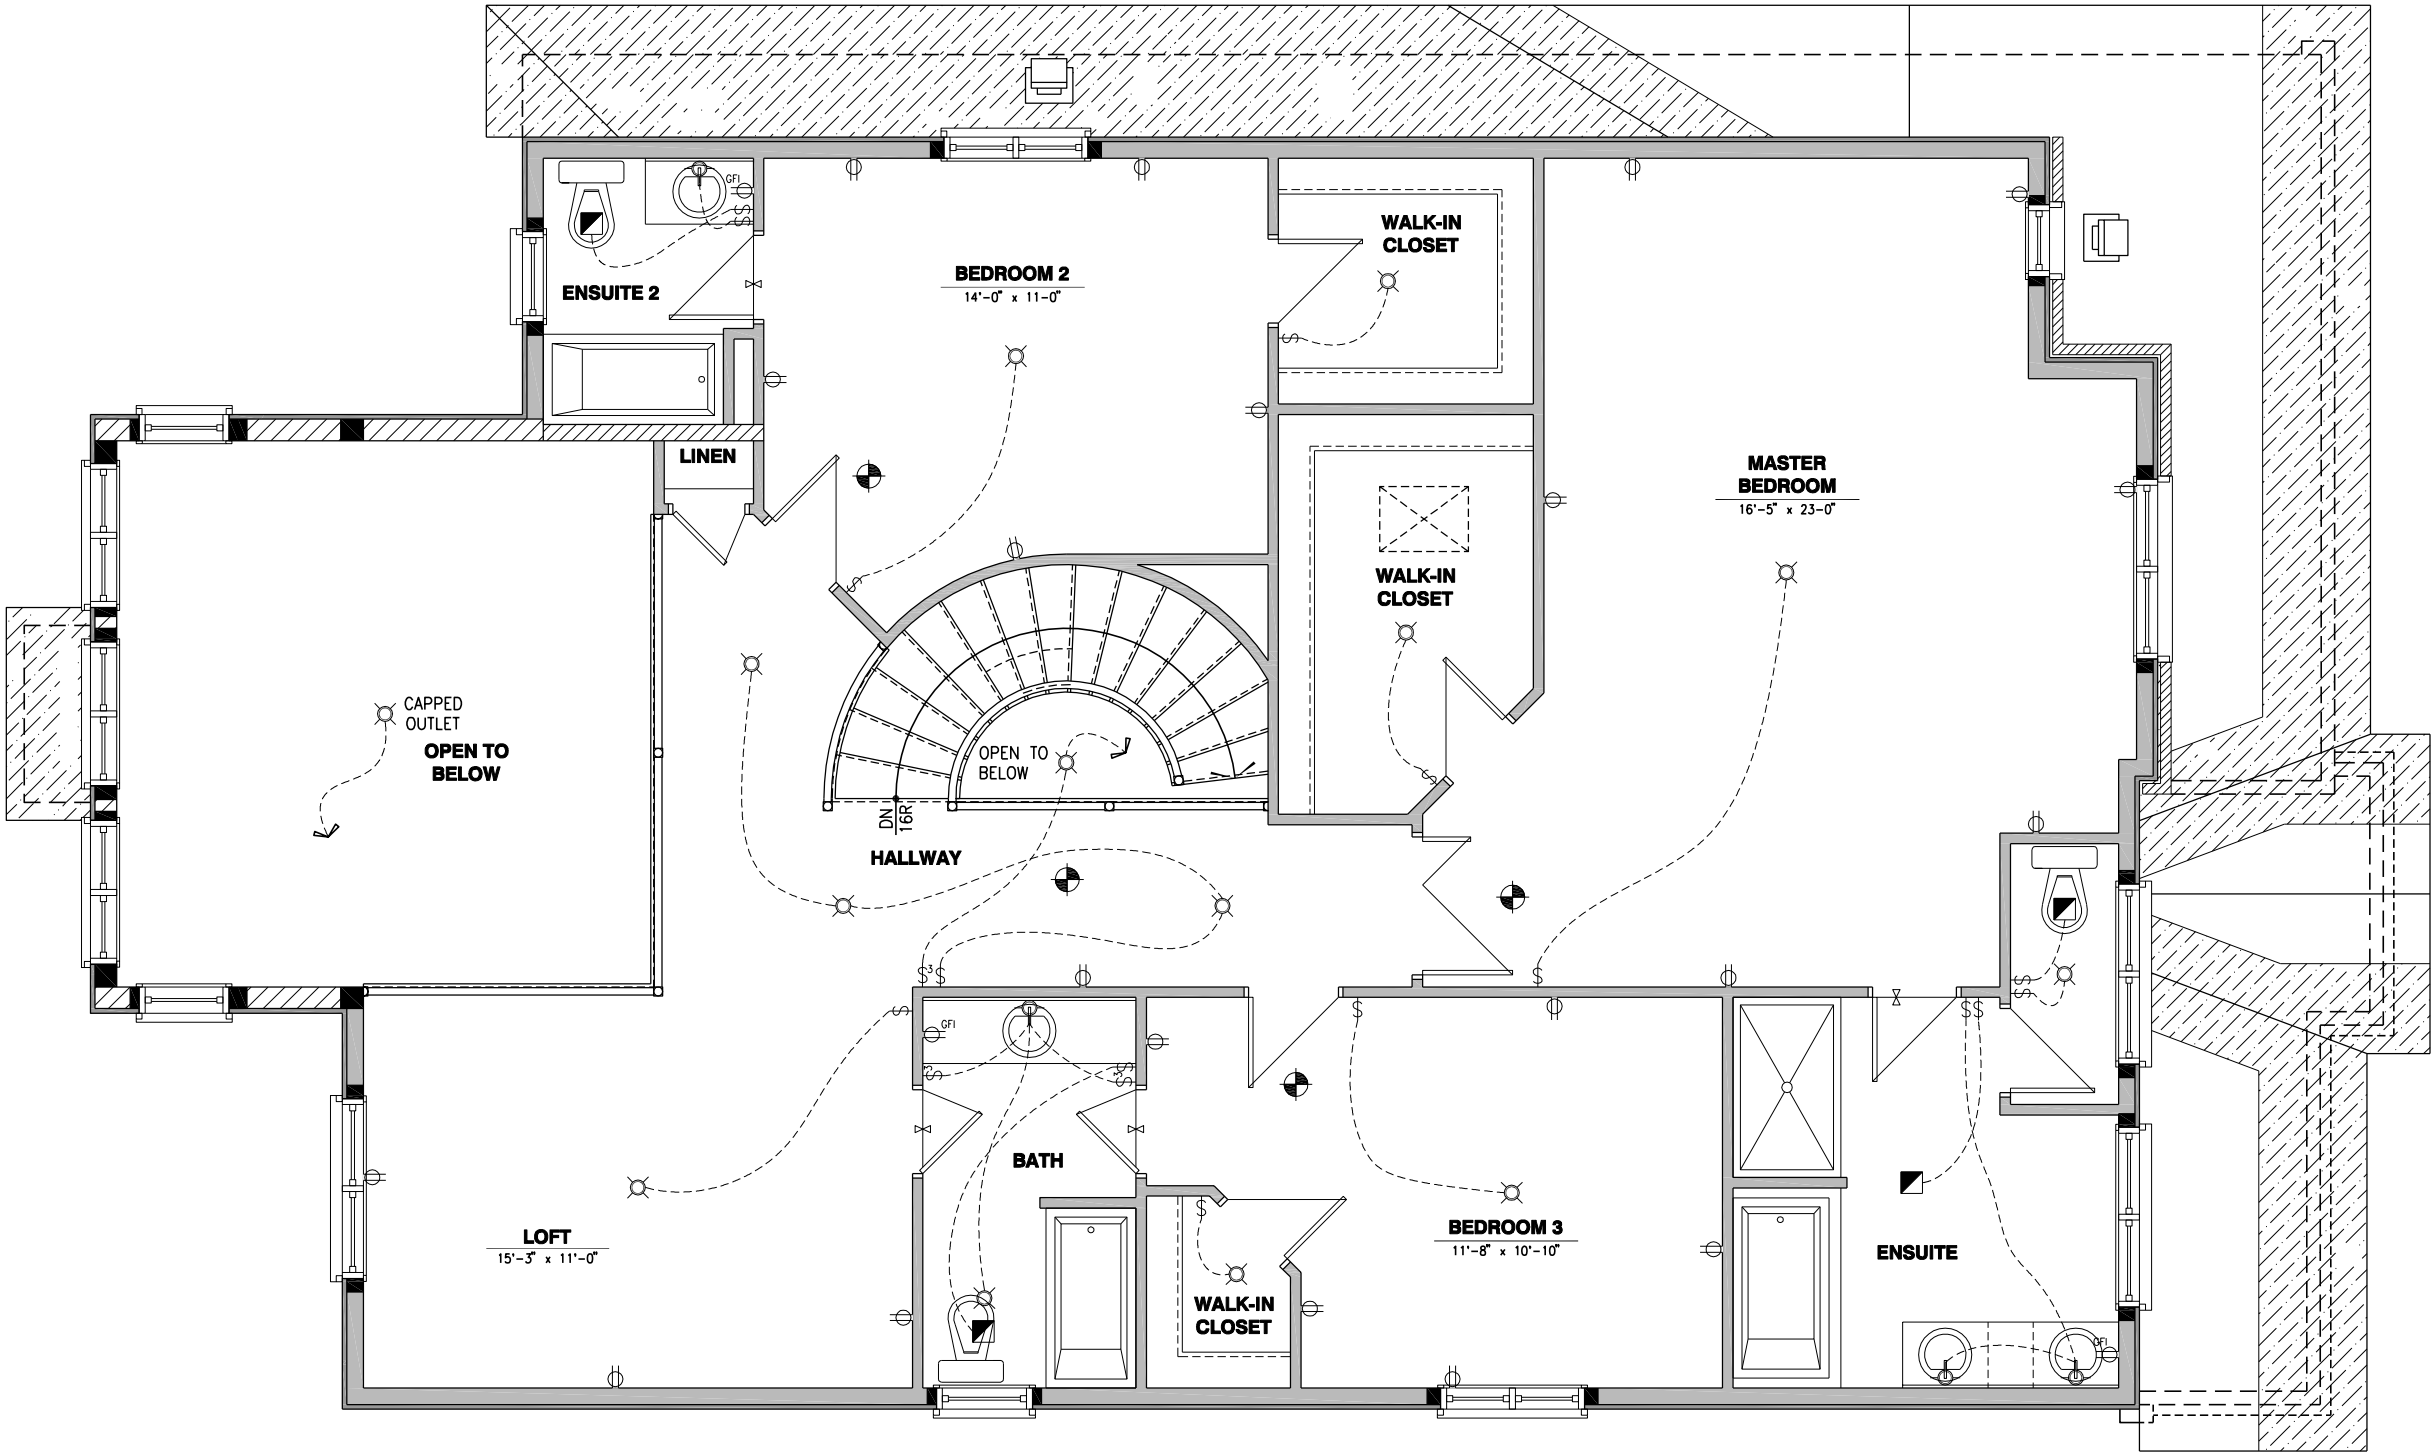 GFI
WALK-IN
CLOSET
ENSUITE 2
BEDROOM 2
14'-0" x 11-0"
LINEN
MASTER
BEDROOM
16'-5" x 23-0"
WALK-IN
CLOSET
CAPPED
OUTLET
OPEN TO
BELOW
OPEN TO
BELOW
DN
16R
HALLWAY
$³$
GFI
BATH
LOFT
15'-3" x 11'-0"
BEDROOM 3
11'-8" x 10'-10"
ENSUITE
WALK-IN
CLOSET
GFI